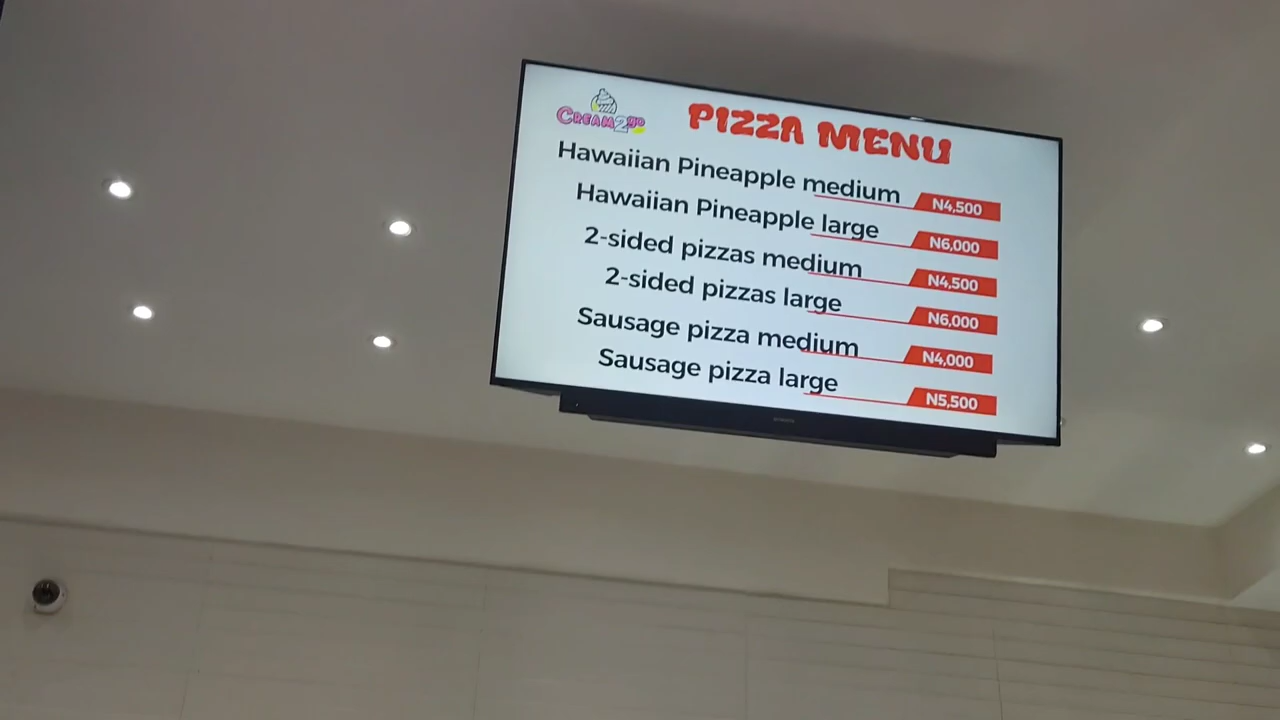 CREAM2go
PIZZA MENU
Hawaiian Pineapple medium N4,500
Hawaiian Pineapple large N6,000
2-sided pizzas medium N4,500
2-sided pizzas large N6,000
Sausage pizza medium N4,000
Sausage pizza large N5,500